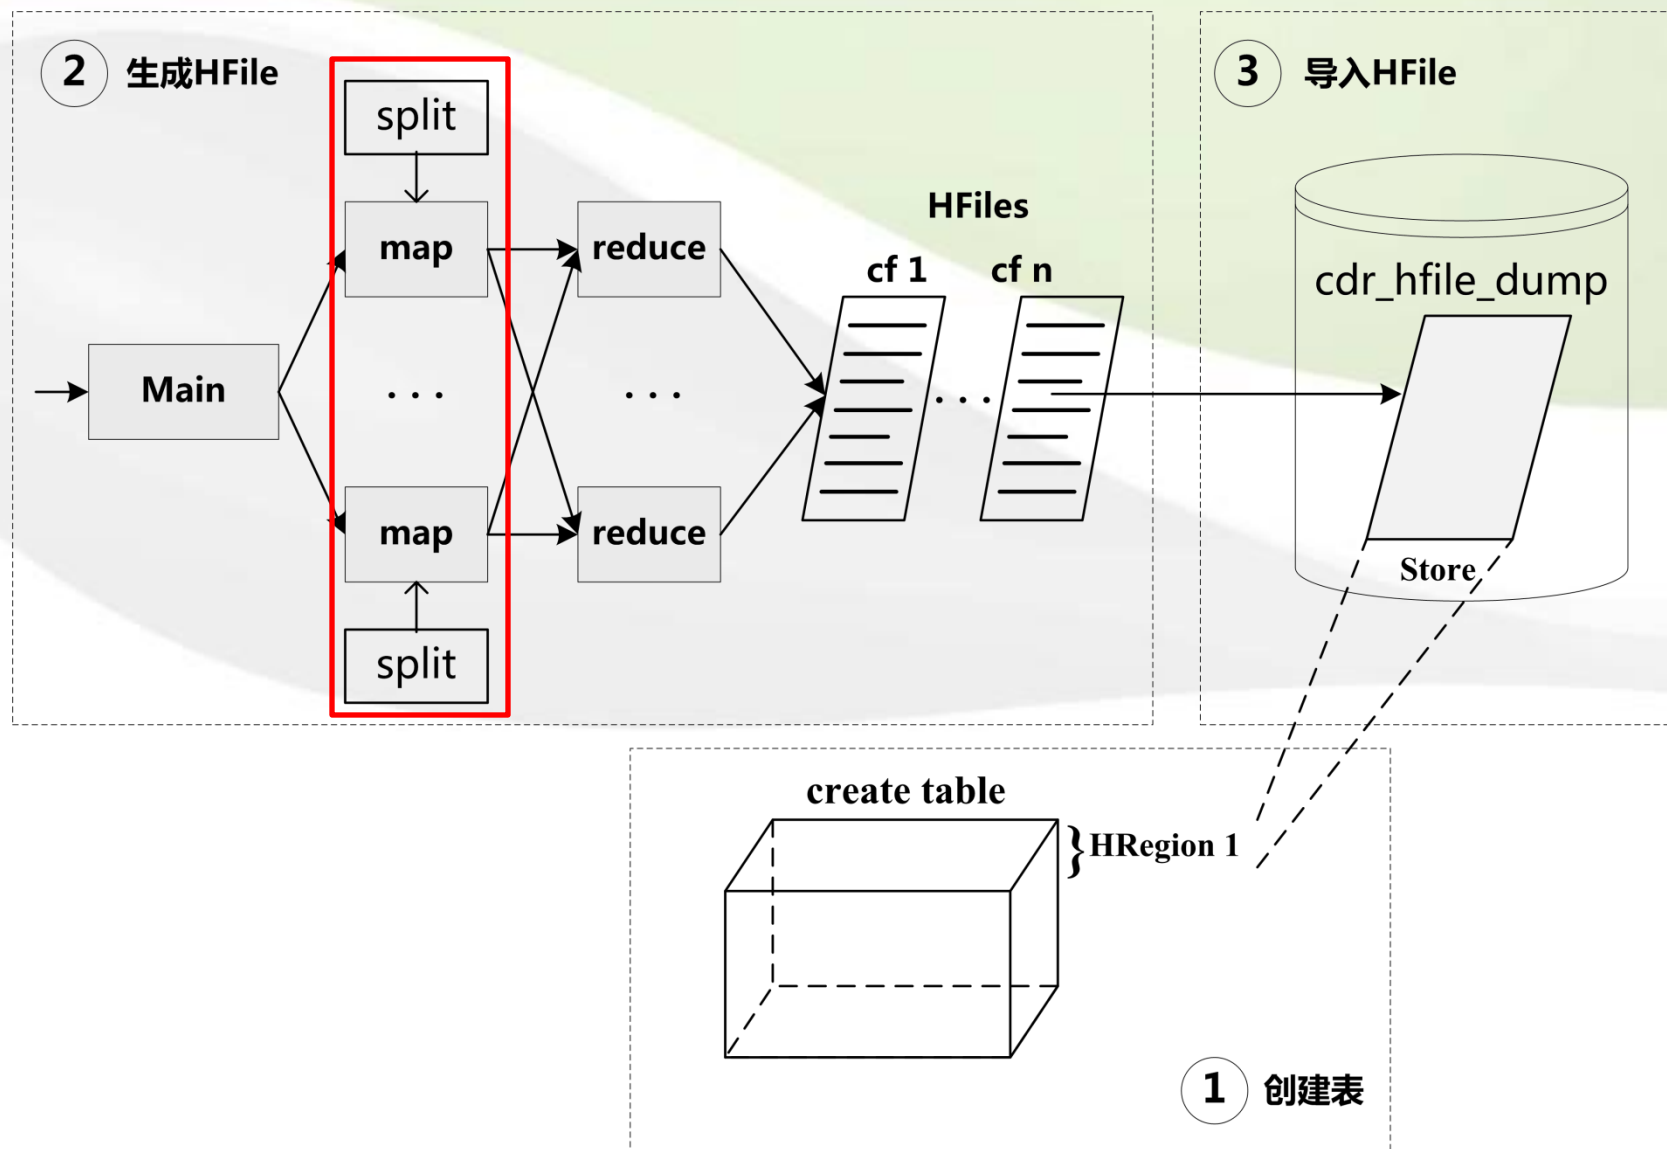 2 生成HFile
split
map
reduce
Main
. . .
. . .
map
reduce
split
HFiles
cf 1
cf n
. . .
3 导入HFile
cdr_hfile_dump
Store
create table
}HRegion 1
1 创建表